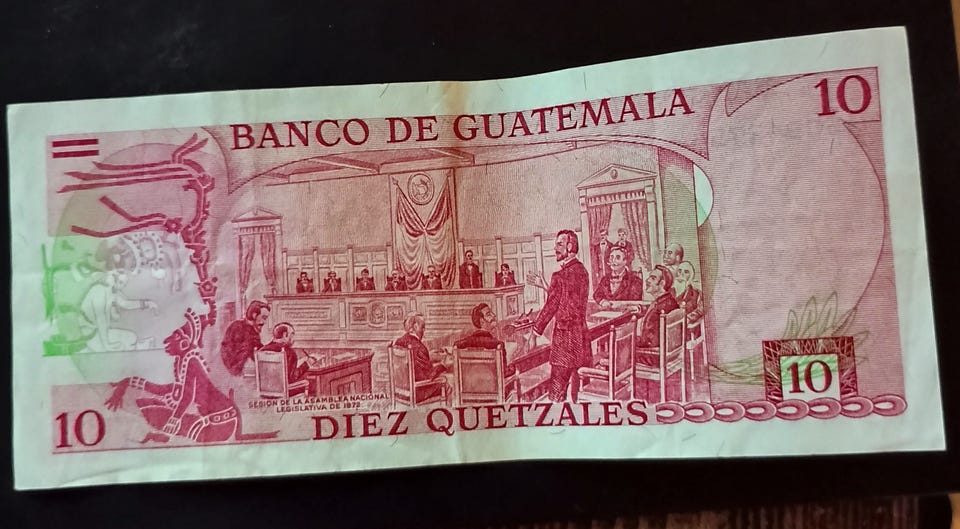 BANCO DE GUATEMALA
10
SESION DE LA ASAMBLEA NACIONAL
LEGISLATIVA DE 1872
10
10
DIEZ QUETZALES